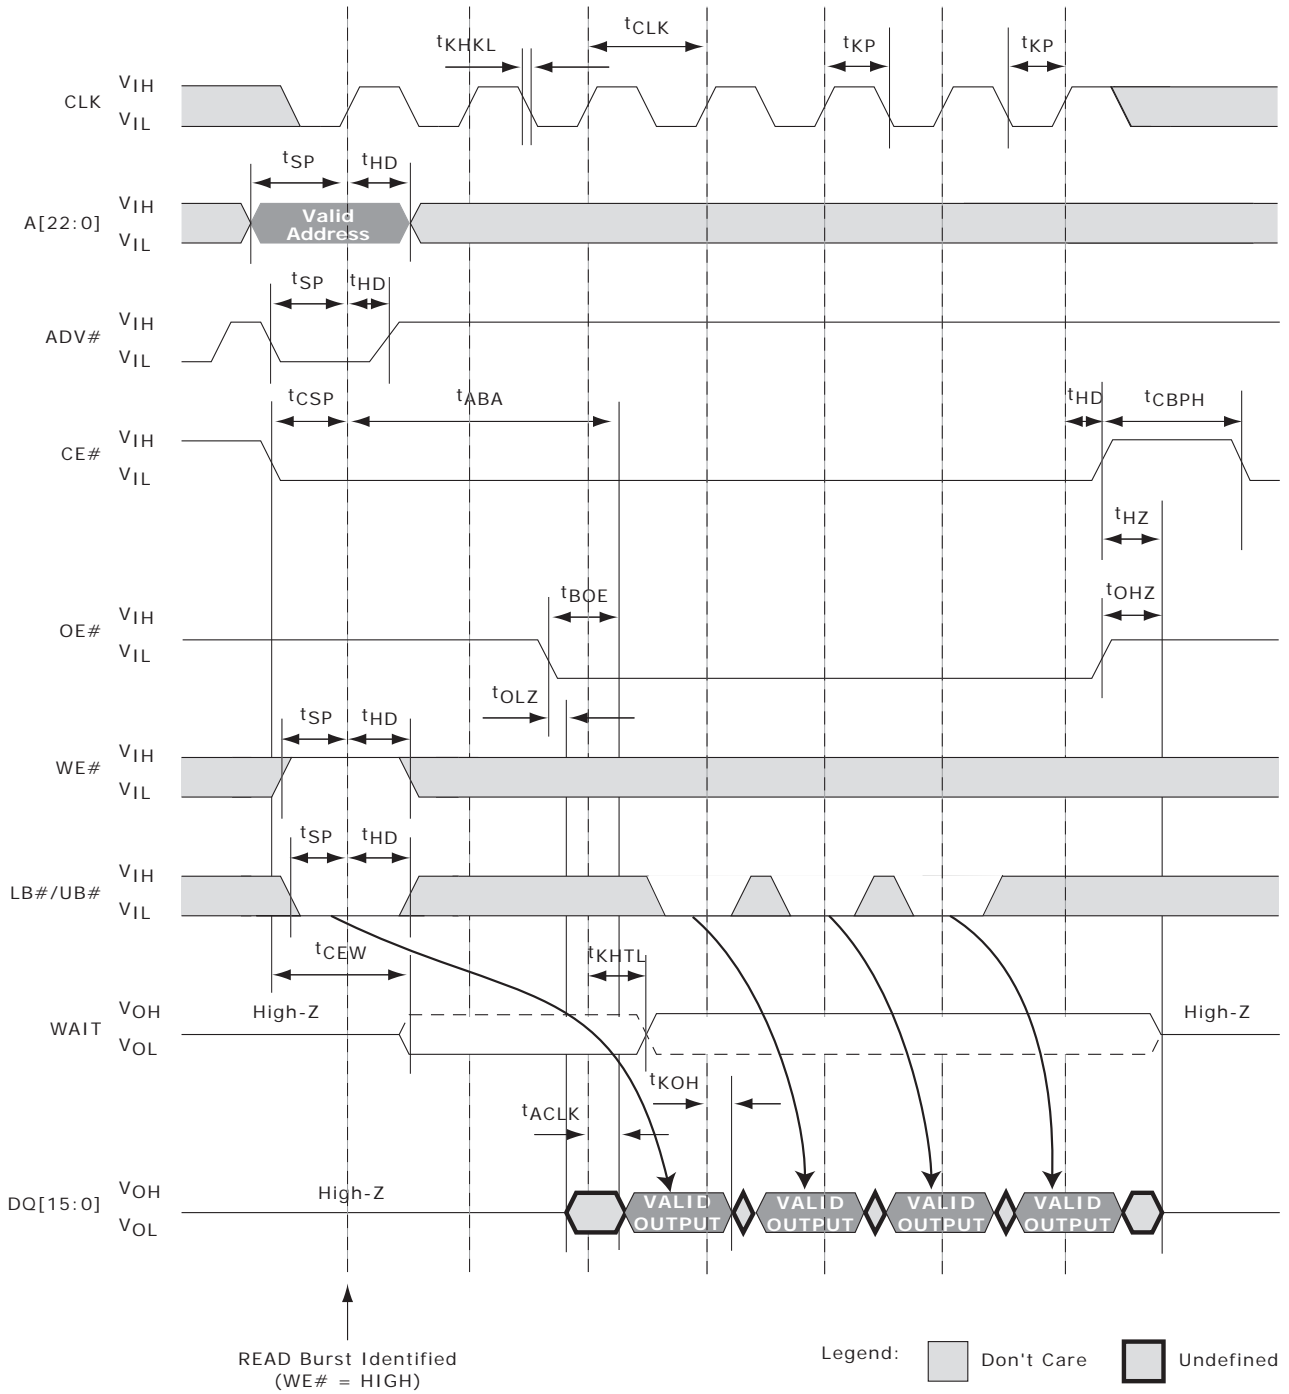 tCLK
tKHKL
tKP
tKP
CLK
VIH
VIL
tSP
tHD
A[22:0]
VIH
VIL
Valid
Address
tSP
tHD
ADV#
VIH
VIL
tCSP
tABA
tHD
tCBPH
CE#
VIH
VIL
tHZ
tBOE
tOHZ
OE#
VIH
VIL
tOLZ
tSP
tHD
WE#
VIH
VIL
tSP
tHD
LB#/UB#
VIH
VIL
tCEW
tKHTL
WAIT
VOH
VOL
High-Z
High-Z
tKOH
tACLK
DQ[15:0]
VOH
VOL
High-Z
VALID
OUTPUT
VALID
OUTPUT
VALID
OUTPUT
VALID
OUTPUT
READ Burst Identified
(WE# = HIGH)
Legend:
Don't Care
Undefined